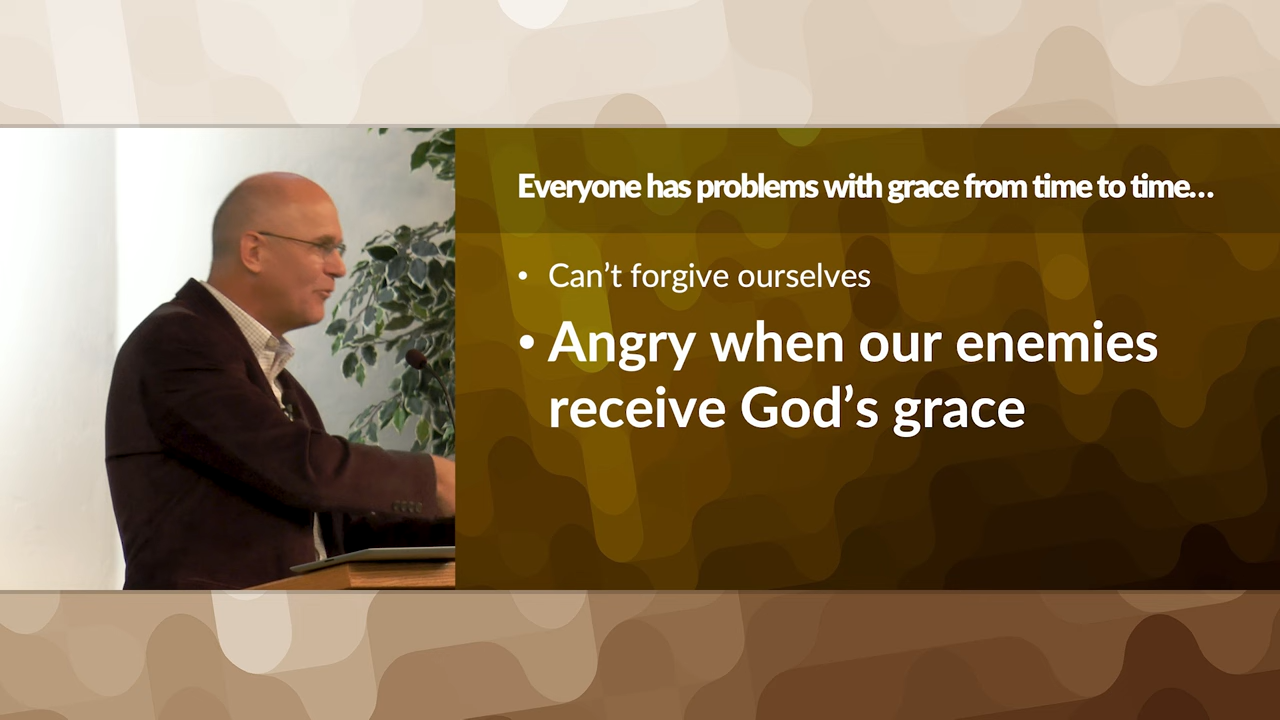 Everyone has problems with grace from time to time…
• Can’t forgive ourselves
• Angry when our enemies
receive God’s grace